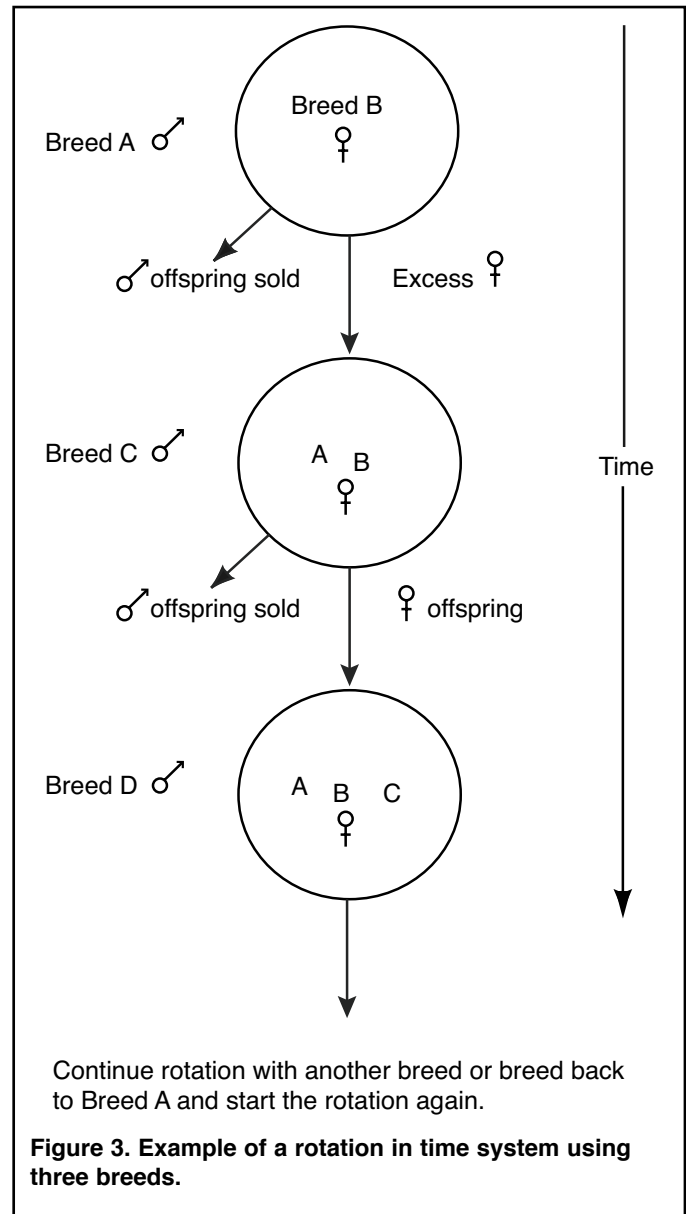 Breed B
Breed A ♂
♀
♂ offspring sold
Excess ♀
Breed C ♂
A B
♀
Time
♂ offspring sold
♀ offspring
Breed D ♂
A B C
♀
Continue rotation with another breed or breed back
to Breed A and start the rotation again.
Figure 3. Example of a rotation in time system using
three breeds.